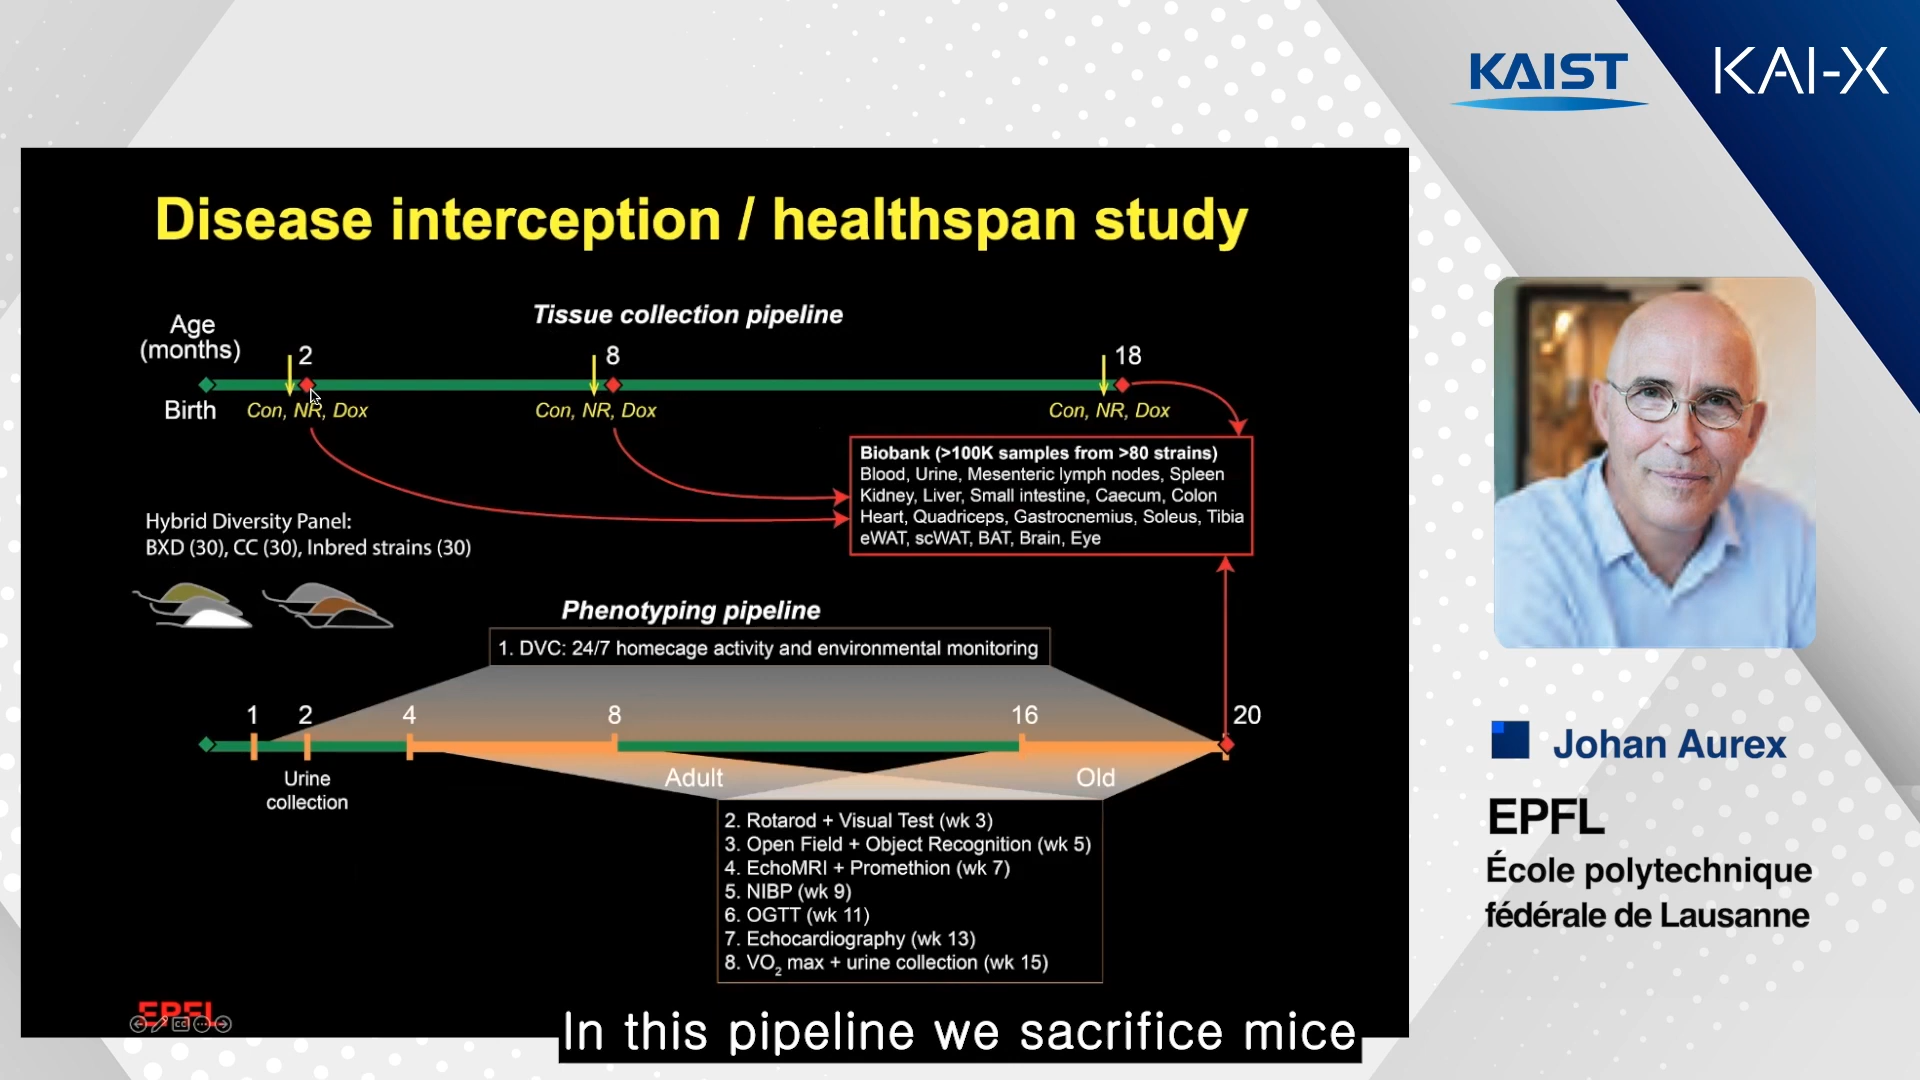 KAIST
KAI-X
Disease interception / healthspan study
Tissue collection pipeline
Age
(months)
2
8
18
Birth
Con, NR, Dox
Con, NR, Dox
Con, NR, Dox
Biobank (>100K samples from >80 strains)
Blood, Urine, Mesenteric lymph nodes, Spleen
Kidney, Liver, Small intestine, Caecum, Colon
Heart, Quadriceps, Gastrocnemius, Soleus, Tibia
eWAT, scWAT, BAT, Brain, Eye
Hybrid Diversity Panel:
BXD (30), CC (30), Inbred strains (30)
Phenotyping pipeline
1. DVC: 24/7 homecage activity and environmental monitoring
1
2
4
8
16
20
Urine
collection
Adult
Old
2. Rotarod + Visual Test (wk 3)
3. Open Field + Object Recognition (wk 5)
4. EchoMRI + Promethion (wk 7)
5. NIBP (wk 9)
6. OGTT (wk 11)
7. Echocardiography (wk 13)
8. VO2 max + urine collection (wk 15)
EPFL
In this pipeline we sacrifice mice
Johan Aurex
EPFL
École polytechnique
fédérale de Lausanne